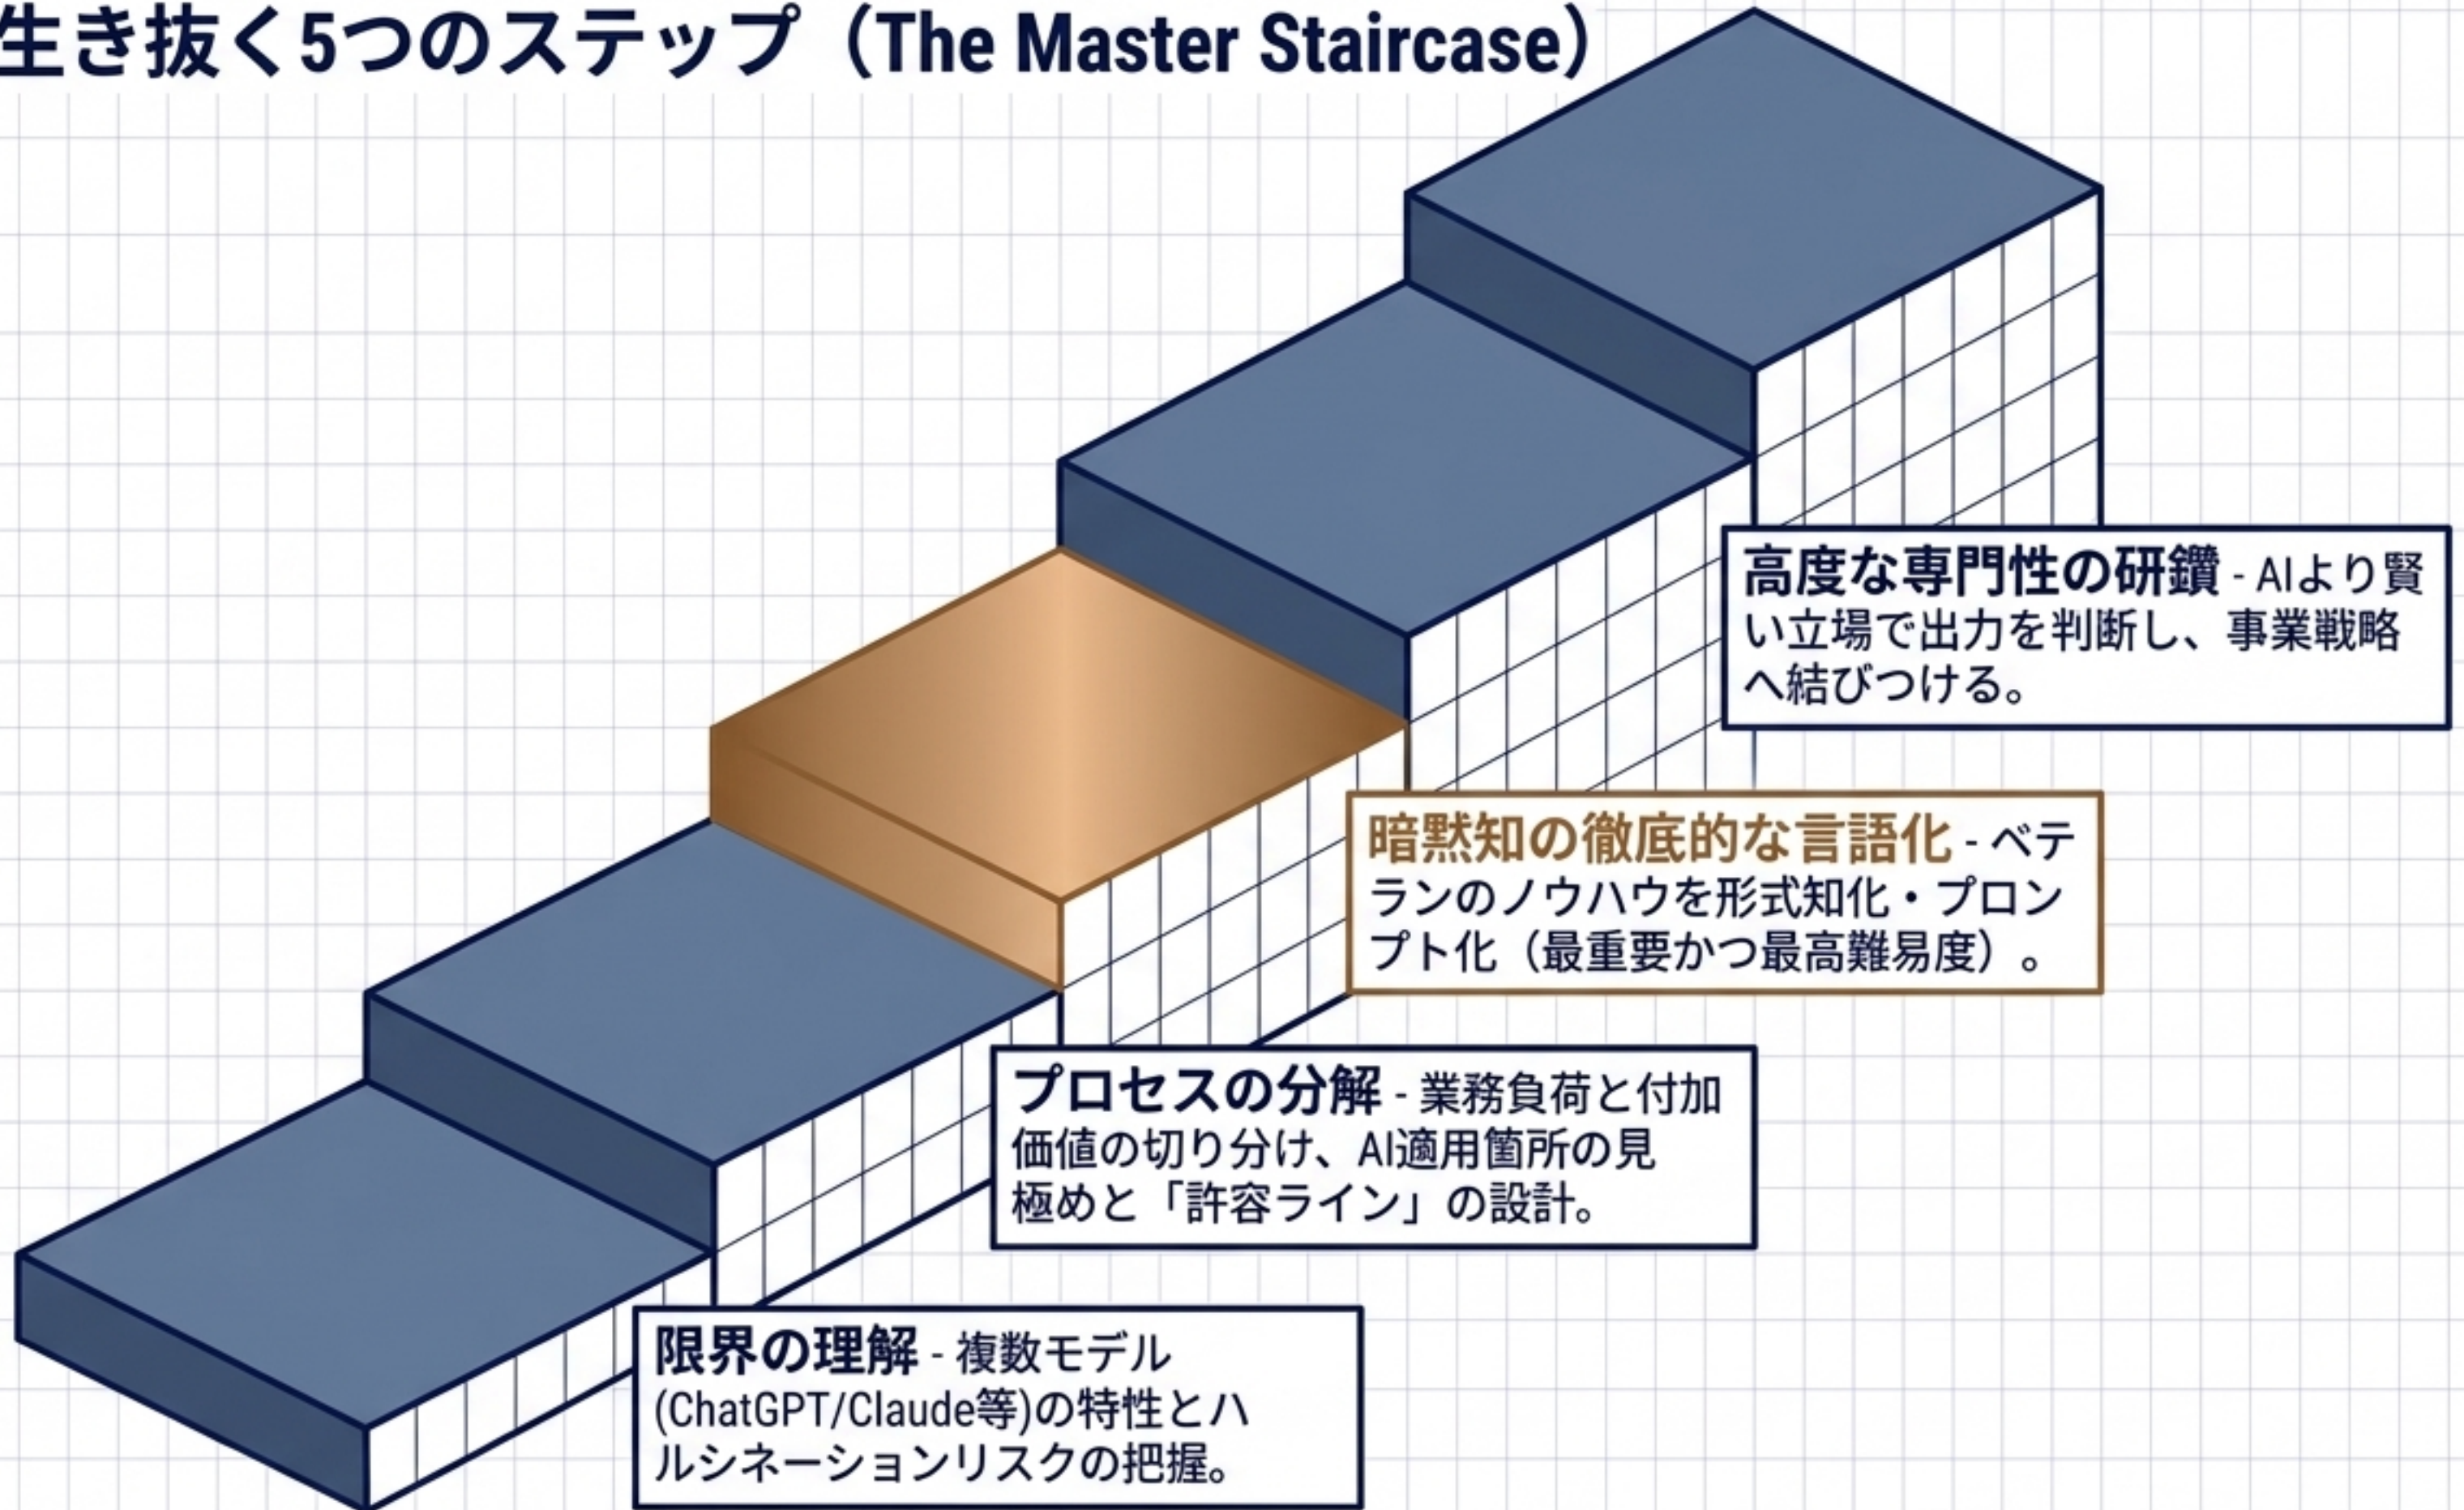 生き抜く5つのステップ（The Master Staircase）
高度な専門性の研鑽 - AIより賢
い立場で出力を判断し、事業戦略
へ結びつける。
暗黙知の徹底的な言語化 - ベテ
ランのノウハウを形式知化・プロン
プト化（最重要かつ最高難易度）。
プロセスの分解 - 業務負荷と付加
価値の切り分け、AI適用箇所の見
極めと「許容ライン」の設計。
限界の理解 - 複数モデル
(ChatGPT/Claude等)の特性とハ
ルシネーションリスクの把握。